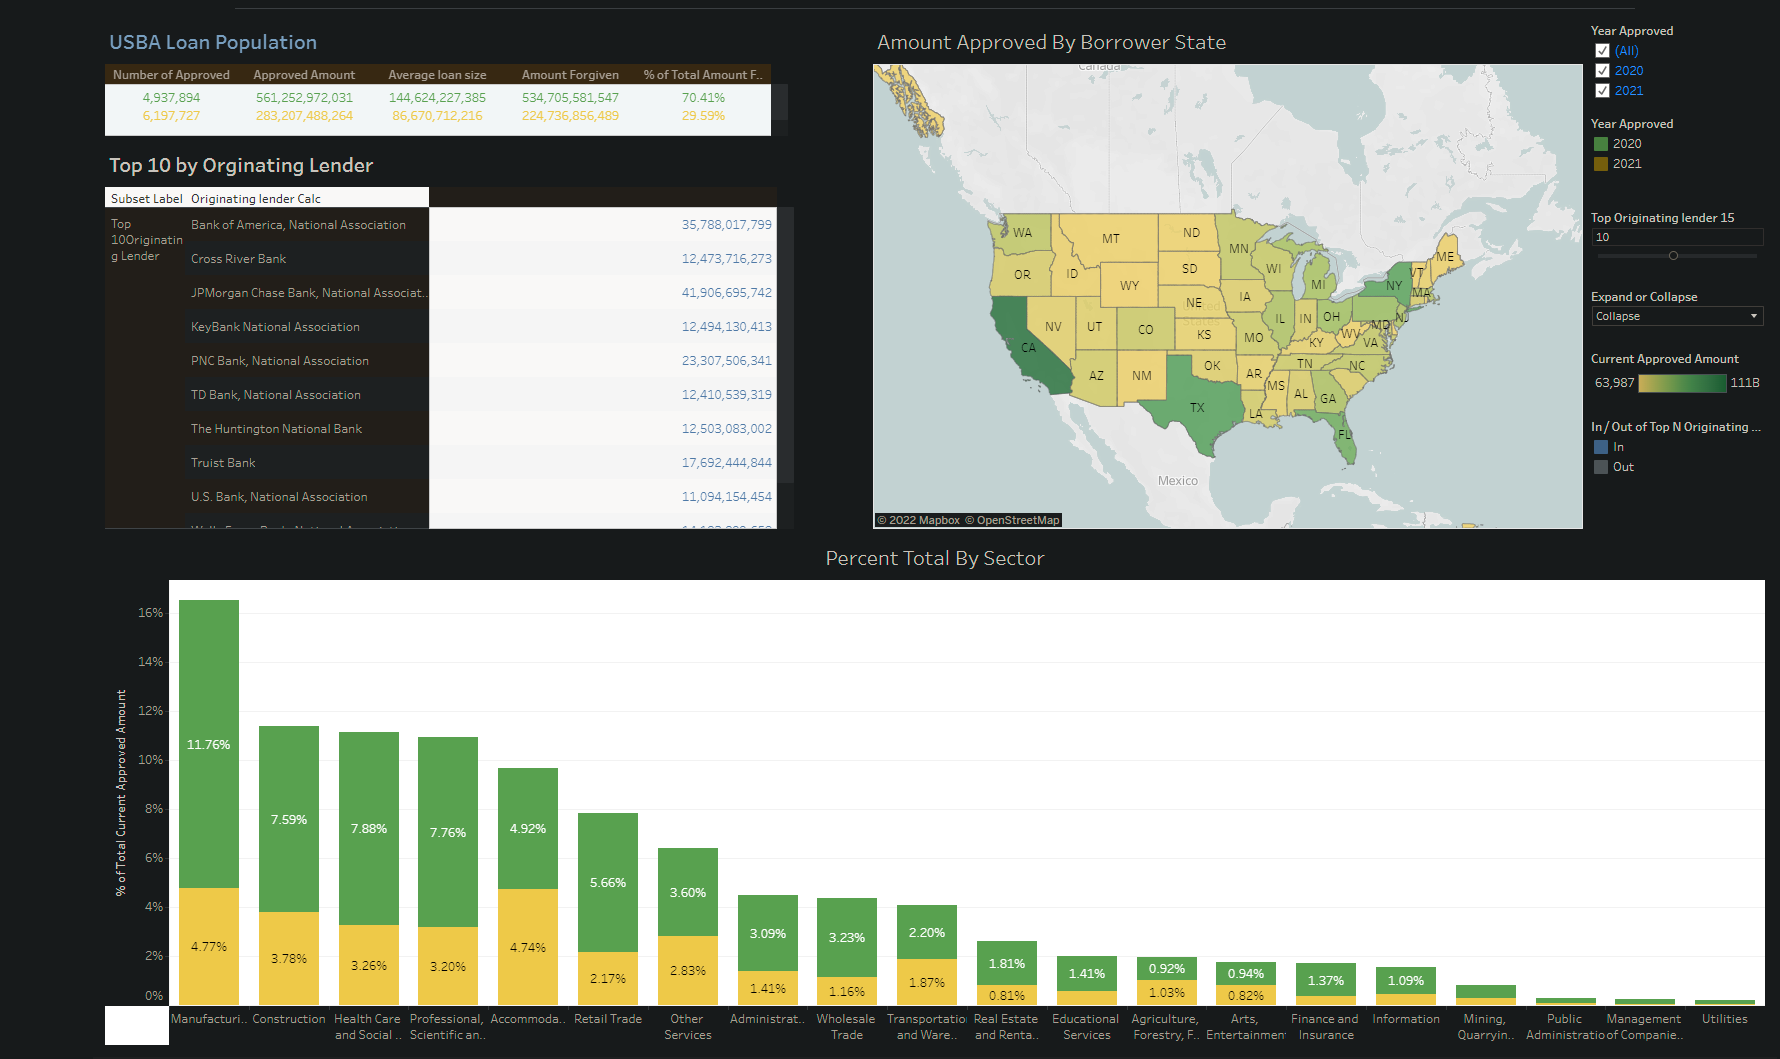 USBA Loan Population
Number of Approved Approved Amount Average loan size Amount Forgiven % of Total Amount F..
4,937,894 561,252,972,031 144,624,227,385 534,705,581,547 70.41%
6,197,727 283,207,488,264 86,670,712,216 224,736,856,489 29.59%
Top 10 by Orginating Lender
Subset Label Originating lender Calc
Top
10Originatin
g Lender
Bank of America, National Association 35,788,017,799
Cross River Bank 12,473,716,273
JPMorgan Chase Bank, National Associat.. 41,906,695,742
KeyBank National Association 12,494,130,413
PNC Bank, National Association 23,307,506,341
TD Bank, National Association 12,410,539,319
The Huntington National Bank 12,503,083,002
Truist Bank 17,692,444,844
U.S. Bank, National Association 11,094,154,454
Amount Approved By Borrower State
Canada
WA MT ND MN ME
OR ID SD WI VT
WY MI NY MA
NE IA
NV UT CO IL IN OH NJ
United States
CA KS MO KY WV MD VA
AZ NM OK AR TN NC
TX MS AL GA
LA FL
Mexico
© 2022 Mapbox © OpenStreetMap
Year Approved
(All)
2020
2021
Year Approved
2020
2021
Top Originating lender 15
10
Expand or Collapse
Collapse
Current Approved Amount
63,987 111B
In / Out of Top N Originating ...
In
Out
Percent Total By Sector
% of Total Current Approved Amount
16%
14%
12%
10%
8%
6%
4%
2%
0%
11.76% 7.59% 7.88% 7.76% 4.92% 5.66% 3.60% 3.09% 3.23% 2.20% 1.81% 1.41% 0.92% 0.94% 1.37% 1.09%
4.77% 3.78% 3.26% 3.20% 4.74% 2.17% 2.83% 1.41% 1.16% 1.87% 0.81% 1.03% 0.82%
Manufacturi..
Construction
Health Care
and Social ..
Professional,
Scientific an..
Accommoda..
Retail Trade
Other
Services
Administrat..
Wholesale
Trade
Transportatio
and Ware..
Real Estate
and Renta..
Educational
Services
Agriculture,
Forestry, F..
Arts,
Entertainmen
Finance and
Insurance
Information
Mining,
Quarryin..
Public
Administratio
Management
of Companie..
Utilities